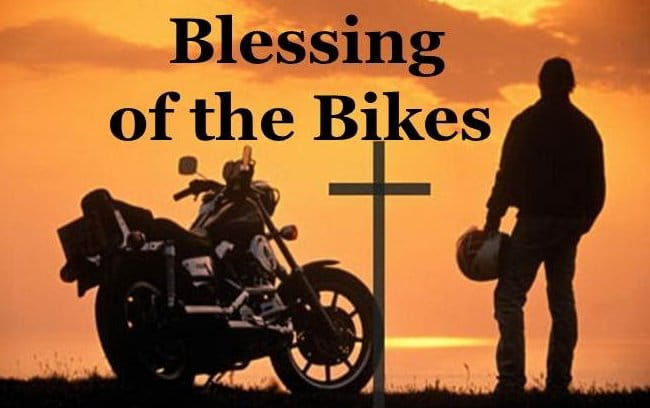 Blessing
of the Bikes